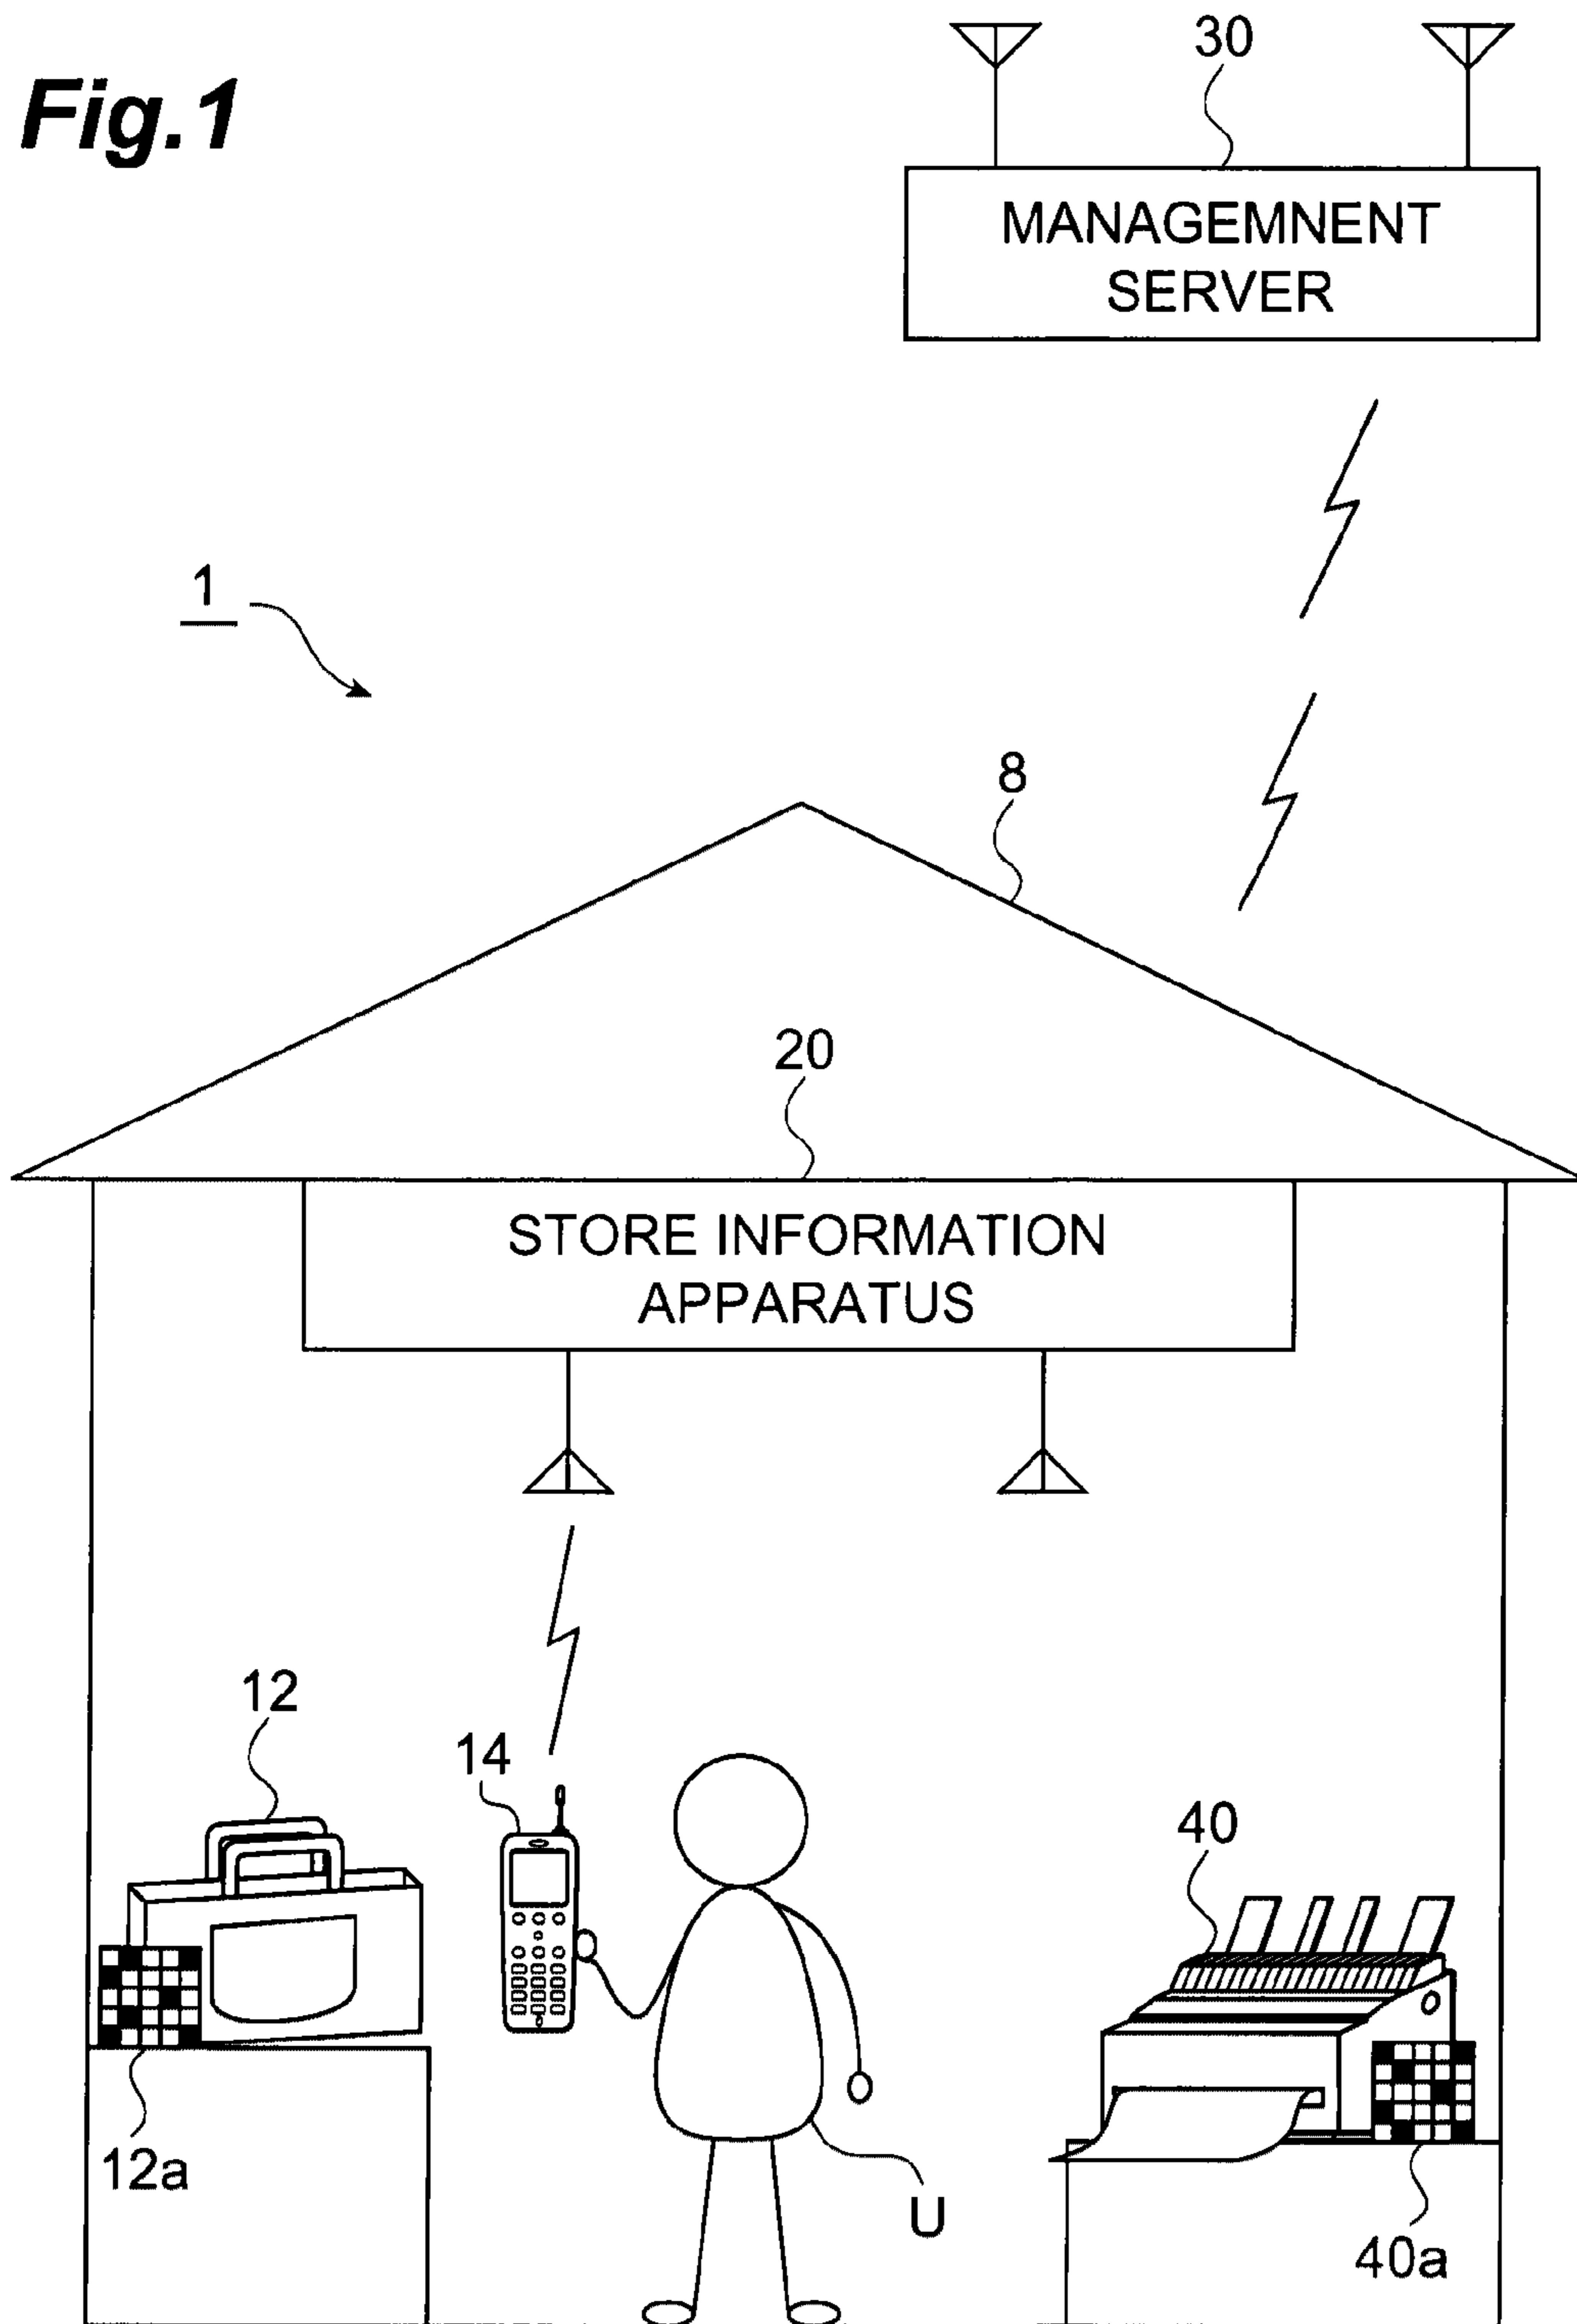 Fig.1
30
MANAGEMNENT
SERVER
1
8
20
STORE INFORMATION
APPARATUS
12
14
40
12a
U
40a